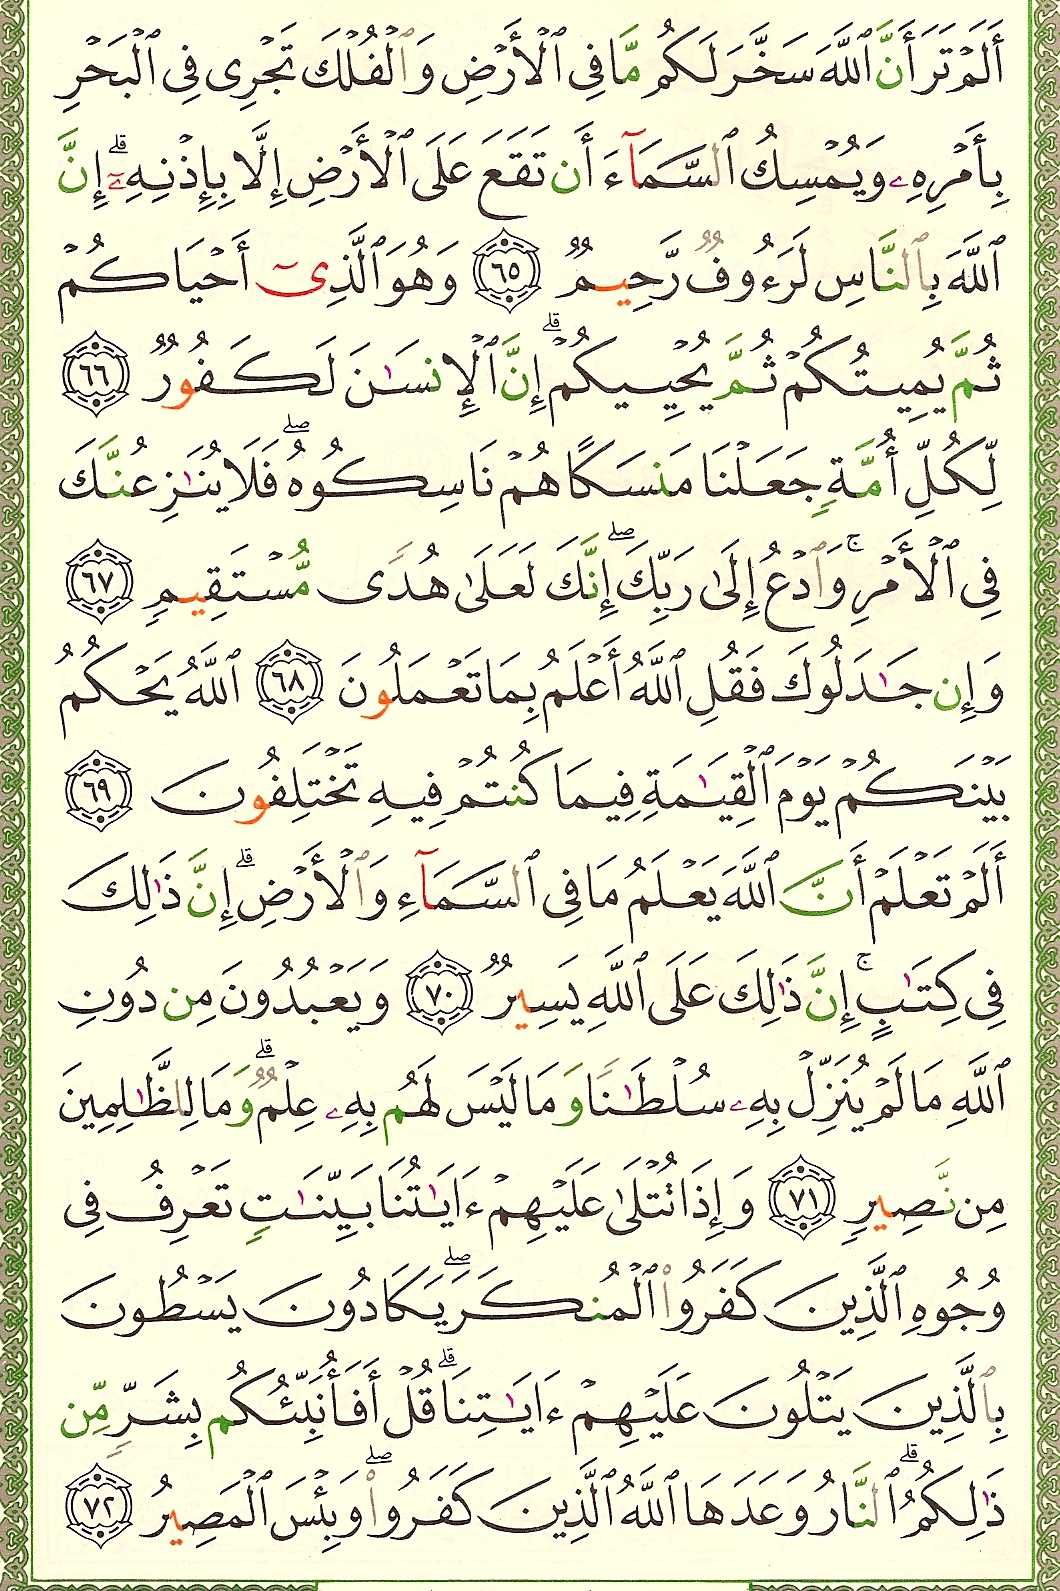 أَلَمْ تَرَ أَنَّ ٱللَّهَ سَخَّرَ لَكُم مَّا فِى ٱلْأَرْضِ وَٱلْفُلْكَ تَجْرِى فِى ٱلْبَحْرِ
بِأَمْرِهِۦ وَيُمْسِكُ ٱلسَّمَآءَ أَن تَقَعَ عَلَى ٱلْأَرْضِ إِلَّا بِإِذْنِهِۦٓ ۗ إِنَّ
ٱللَّهَ بِٱلنَّاسِ لَرَءُوفٌ رَّحِيمٌ ٦٥ وَهُوَ ٱلَّذِىٓ أَحْيَاكُمْ
ثُمَّ يُمِيتُكُمْ ثُمَّ يُحْيِيكُمْ ۗ إِنَّ ٱلْإِنسَـٰنَ لَكَفُورٌ ٦٦
لِّكُلِّ أُمَّةٍ جَعَلْنَا مَنسَكًا هُمْ نَاسِكُوهُ ۖ فَلَا يُنَـٰزِعُنَّكَ
فِى ٱلْأَمْرِ ۚ وَٱدْعُ إِلَىٰ رَبِّكَ ۖ إِنَّكَ لَعَلَىٰ هُدًى مُّسْتَقِيمٍ ٦٧
وَإِن جَـٰدَلُوكَ فَقُلِ ٱللَّهُ أَعْلَمُ بِمَا تَعْمَلُونَ ٦٨ ٱللَّهُ يَحْكُمُ
بَيْنَكُمْ يَوْمَ ٱلْقِيَـٰمَةِ فِيمَا كُنتُمْ فِيهِ تَخْتَلِفُونَ ٦٩
أَلَمْ تَعْلَمْ أَنَّ ٱللَّهَ يَعْلَمُ مَا فِى ٱلسَّمَآءِ وَٱلْأَرْضِ ۗ إِنَّ ذَٰلِكَ
فِى كِتَـٰبٍ ۚ إِنَّ ذَٰلِكَ عَلَى ٱللَّهِ يَسِيرٌ ٧٠ وَيَعْبُدُونَ مِن دُونِ
ٱللَّهِ مَا لَمْ يُنَزِّلْ بِهِۦ سُلْطَـٰنًا وَمَا لَيْسَ لَهُم بِهِۦ عِلْمٌ ۗ وَمَا لِلظَّـٰلِمِينَ
مِن نَّصِيرٍ ٧١ وَإِذَا تُتْلَىٰ عَلَيْهِمْ ءَايَـٰتُنَا بَيِّنَـٰتٍ تَعْرِفُ فِى
وُجُوهِ ٱلَّذِينَ كَفَرُوا۟ ٱلْمُنكَرَ ۖ يَكَادُونَ يَسْطُونَ
بِٱلَّذِينَ يَتْلُونَ عَلَيْهِمْ ءَايَـٰتِنَا ۗ قُلْ أَفَأُنَبِّئُكُم بِشَرٍّ مِّن
ذَٰلِكُمُ ۗ ٱلنَّارُ وَعَدَهَا ٱللَّهُ ٱلَّذِينَ كَفَرُوا۟ ۖ وَبِئْسَ ٱلْمَصِيرُ ٧٢